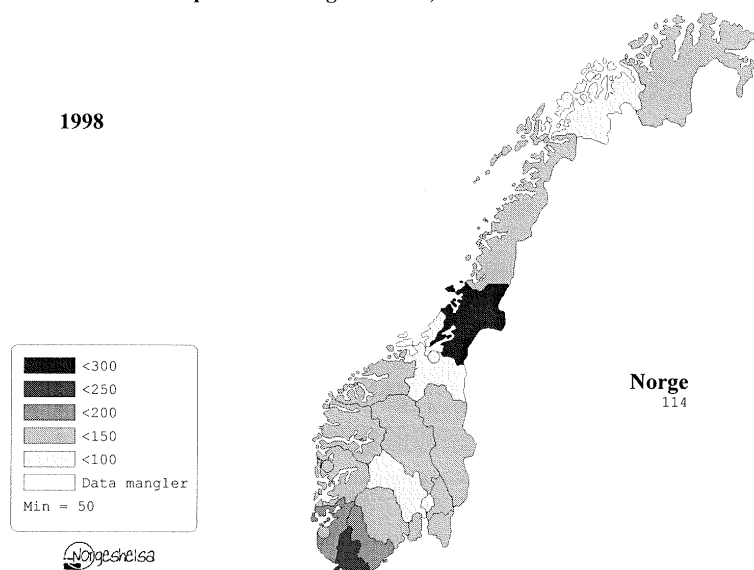 1998
<300
<250
<200
<150
<100
Data mangler
Min = 50
Norgeshelsa
Norge
114